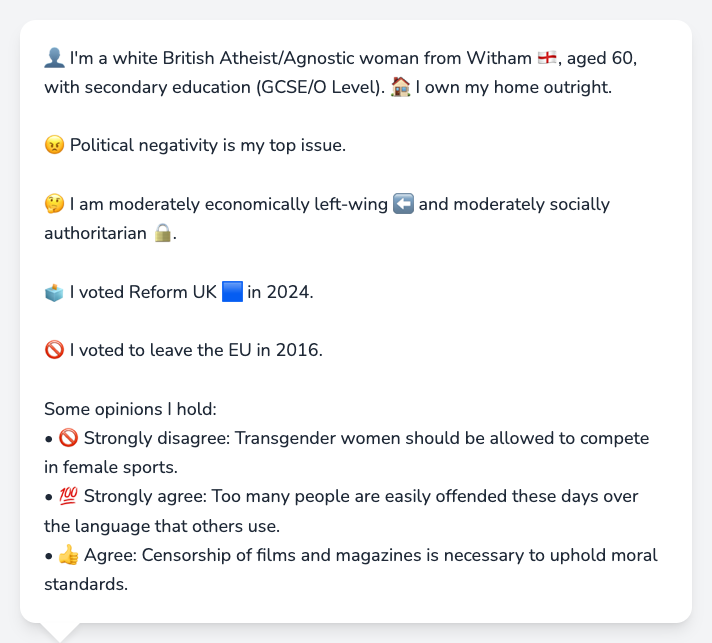 👤 I'm a white British Atheist/Agnostic woman from Witham 🏴󠁧󠁢󠁥󠁮󠁧󠁿, aged 60,
with secondary education (GCSE/O Level). 🏠 I own my home outright.
😠 Political negativity is my top issue.
🤔 I am moderately economically left-wing ⬅️ and moderately socially
authoritarian 🔒.
🗳️ I voted Reform UK 🟦 in 2024.
🚫 I voted to leave the EU in 2016.
Some opinions I hold:
• 🚫 Strongly disagree: Transgender women should be allowed to compete
in female sports.
• 💯 Strongly agree: Too many people are easily offended these days over
the language that others use.
• 👍 Agree: Censorship of films and magazines is necessary to uphold moral
standards.